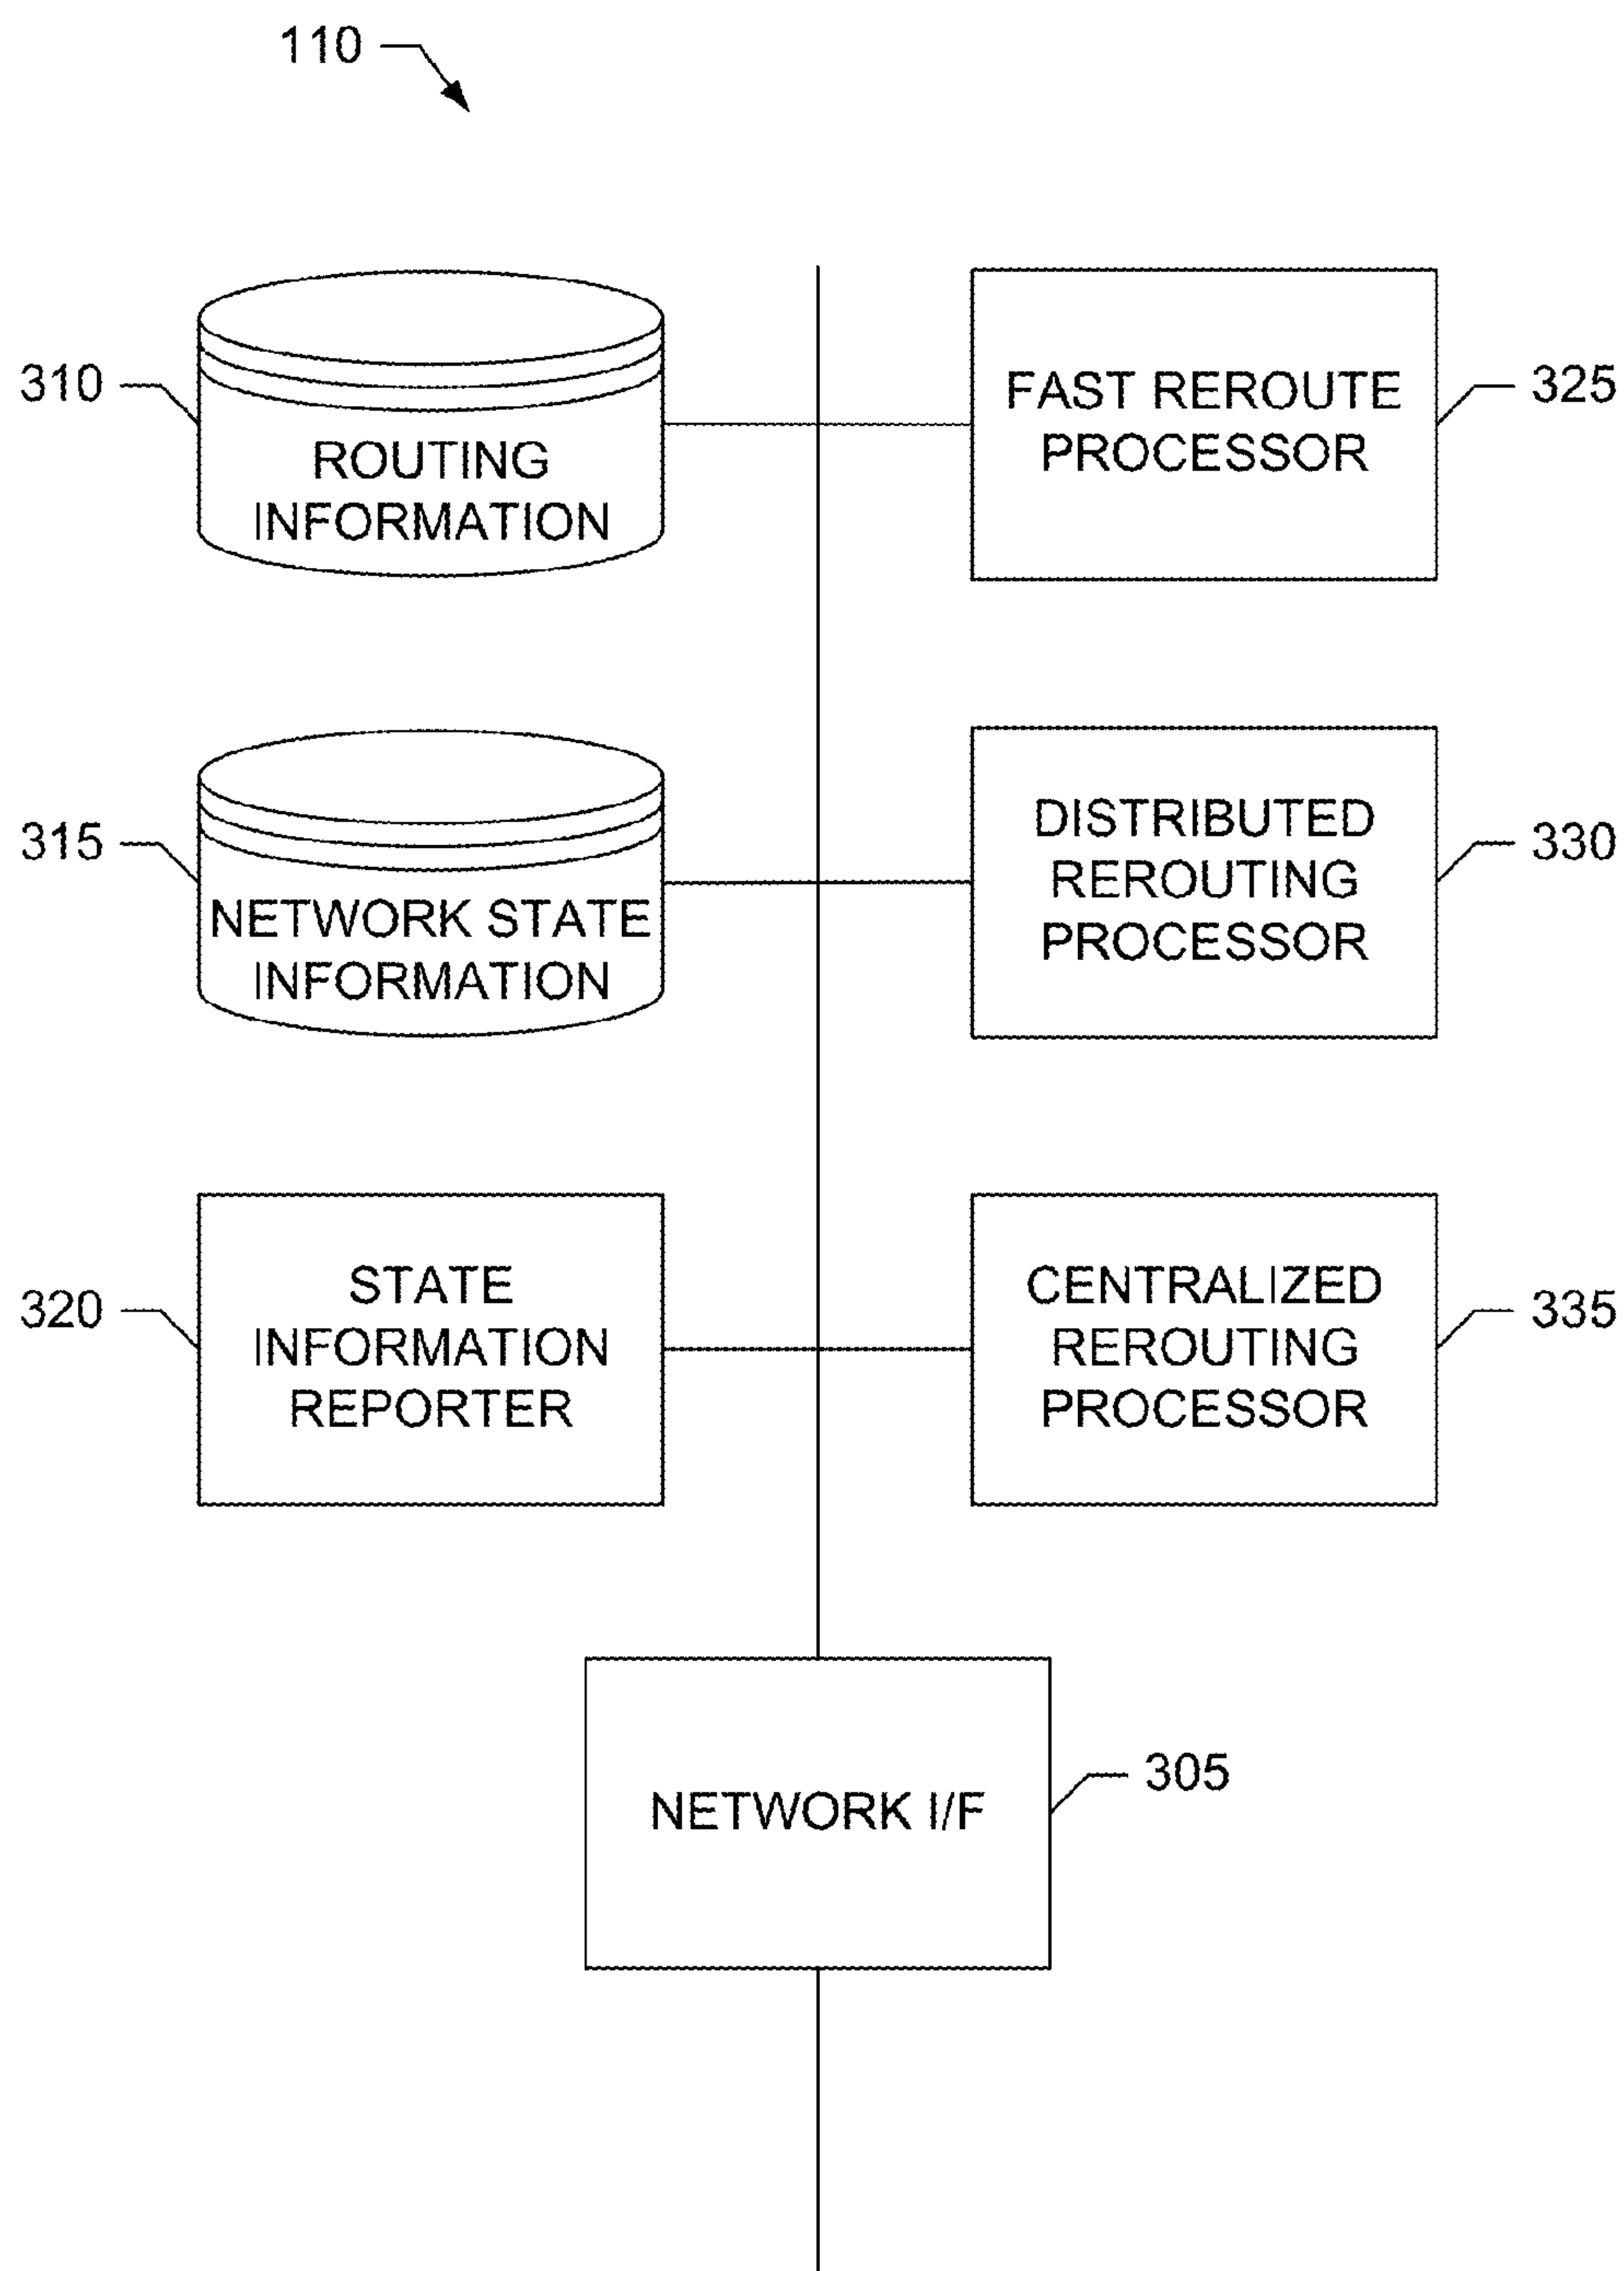 110
310
ROUTING
INFORMATION
FAST REROUTE
PROCESSOR
325
315
NETWORK STATE
INFORMATION
DISTRIBUTED
REROUTING
PROCESSOR
330
320
STATE
INFORMATION
REPORTER
CENTRALIZED
REROUTING
PROCESSOR
335
NETWORK I/F
305